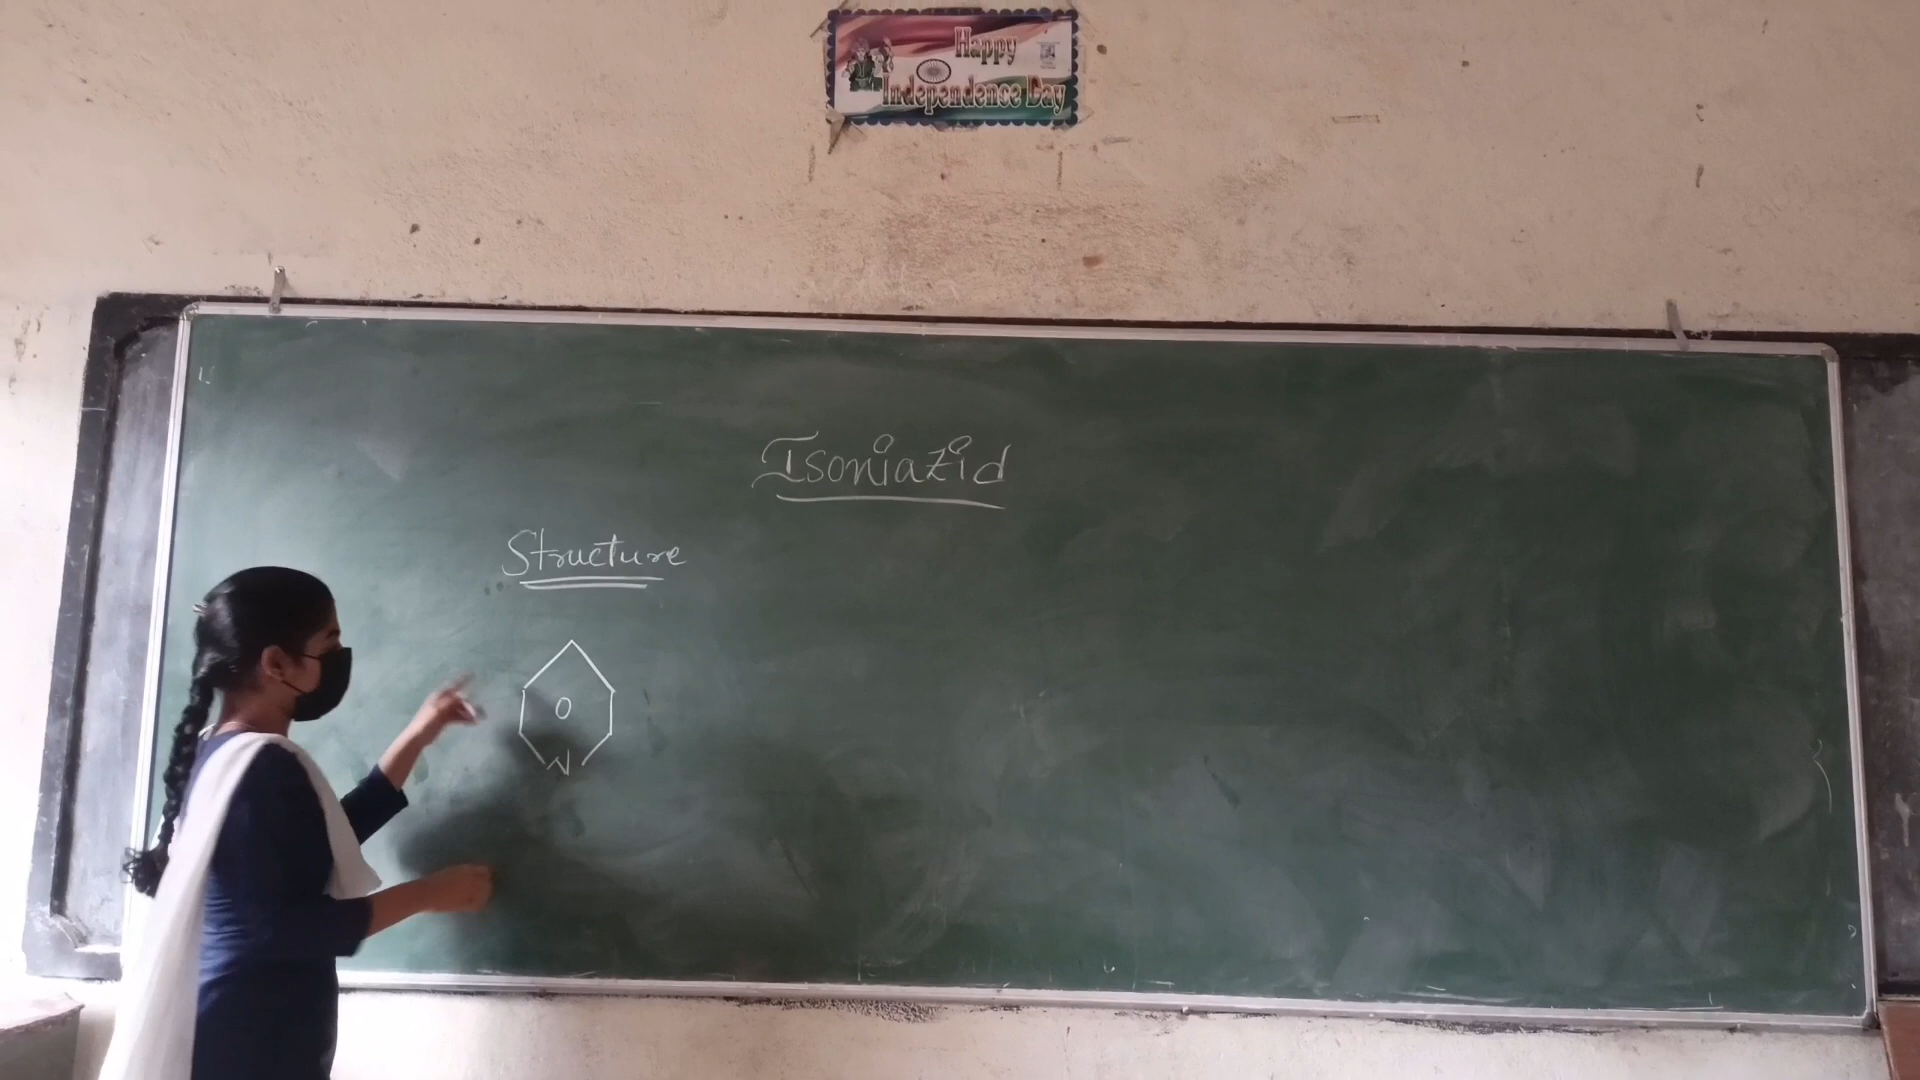 Happy
Independence Day
Isoniazid
Structure
O
N